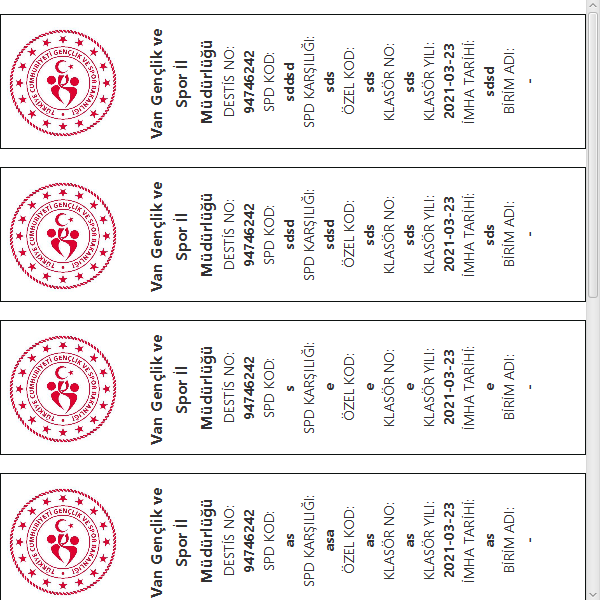 TÜRKİYE CUMHURİYETİ GENÇLİK VE SPOR BAKANLIĞI
Van Gençlik ve
Spor İl
Müdürlüğü
DESTİS NO:
94746242
SPD KOD:
sddsd
SPD KARŞILIĞI:
sds
ÖZEL KOD:
sds
KLASÖR NO:
sds
KLASÖR YILI:
2021-03-23
İMHA TARİHİ:
sdsd
BİRİM ADI:
-
TÜRKİYE CUMHURİYETİ GENÇLİK VE SPOR BAKANLIĞI
Van Gençlik ve
Spor İl
Müdürlüğü
DESTİS NO:
94746242
SPD KOD:
sdsd
SPD KARŞILIĞI:
sdsd
ÖZEL KOD:
sds
KLASÖR NO:
sds
KLASÖR YILI:
2021-03-23
İMHA TARİHİ:
sds
BİRİM ADI:
-
TÜRKİYE CUMHURİYETİ GENÇLİK VE SPOR BAKANLIĞI
Van Gençlik ve
Spor İl
Müdürlüğü
DESTİS NO:
94746242
SPD KOD:
s
SPD KARŞILIĞI:
e
ÖZEL KOD:
e
KLASÖR NO:
e
KLASÖR YILI:
2021-03-23
İMHA TARİHİ:
e
BİRİM ADI:
-
TÜRKİYE CUMHURİYETİ GENÇLİK VE SPOR BAKANLIĞI
Van Gençlik ve
Spor İl
Müdürlüğü
DESTİS NO:
94746242
SPD KOD:
as
SPD KARŞILIĞI:
asa
ÖZEL KOD:
as
KLASÖR NO:
as
KLASÖR YILI:
2021-03-23
İMHA TARİHİ:
as
BİRİM ADI:
-